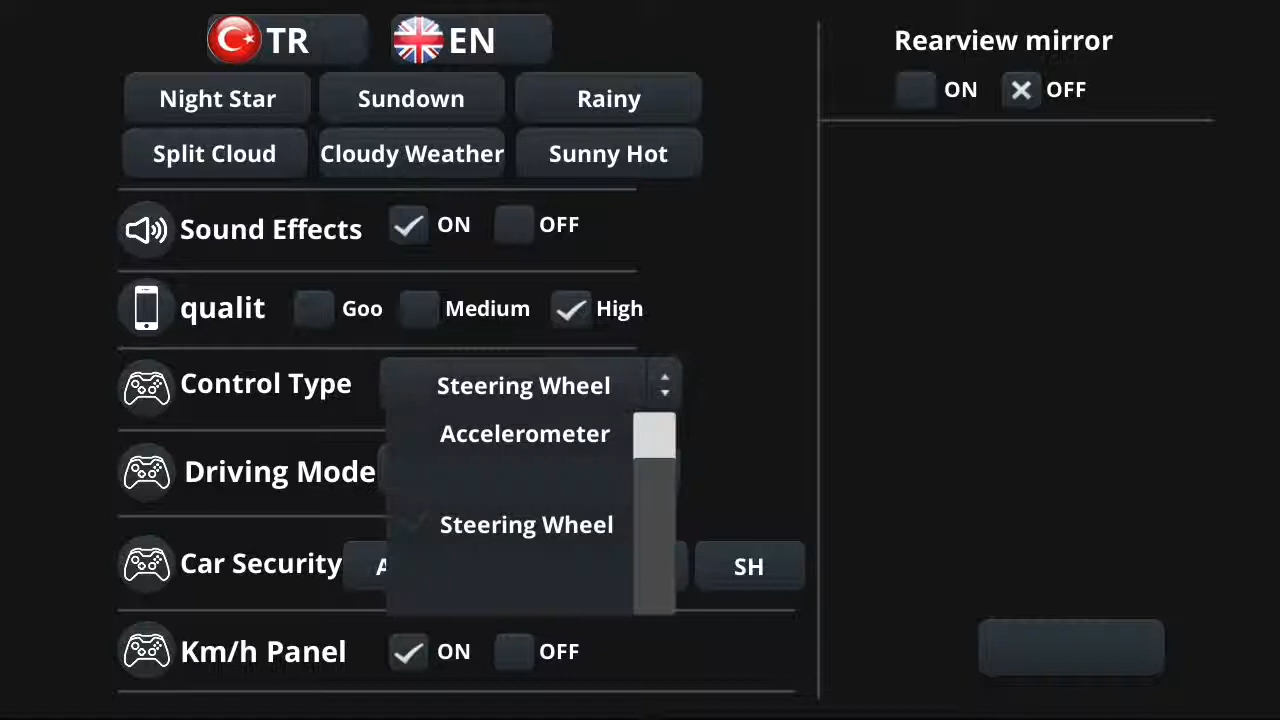 TR EN
Night Star Sundown Rainy
Split Cloud Cloudy Weather Sunny Hot
Sound Effects ON OFF
qualit Goo Medium High
Control Type Steering Wheel
Accelerometer
Driving Mode
Steering Wheel
Car Security A SH
Km/h Panel ON OFF
Rearview mirror
ON OFF